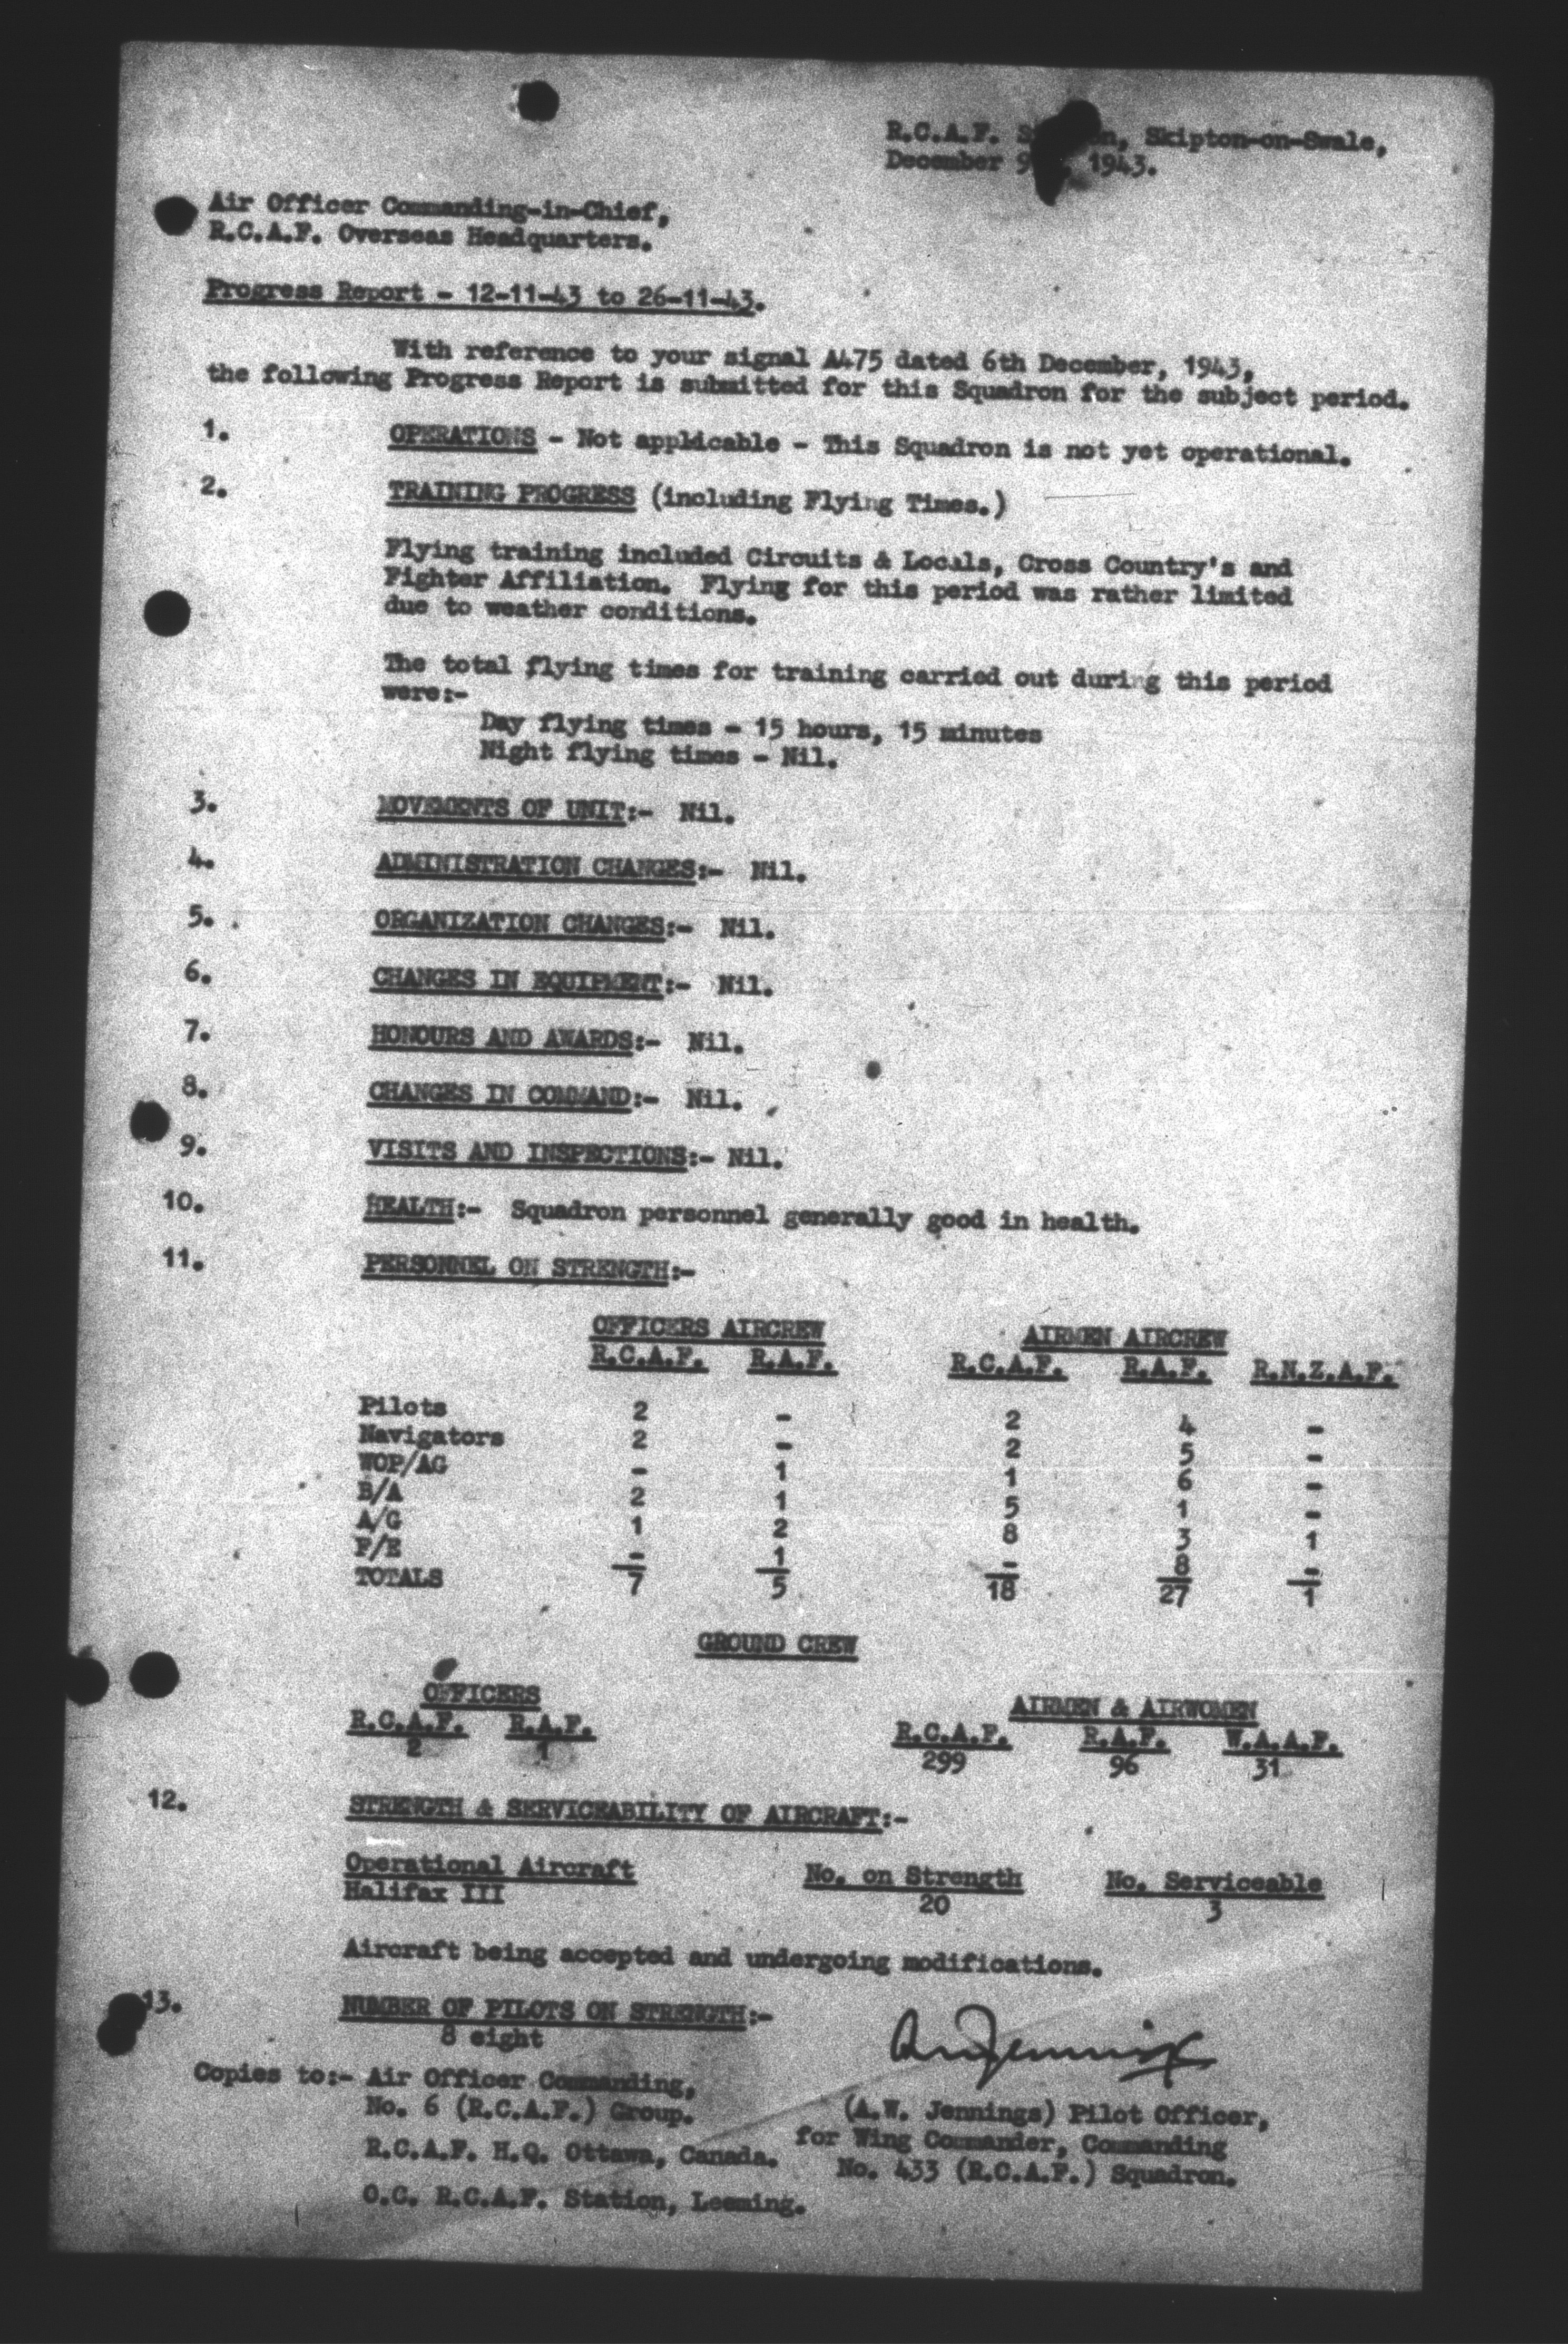 R.C.A.F. Skipton-on-Swale,
December 9 1943.
Air Officer Commanding-in-Chief,
R.C.A.F. Overseas Headquarters.
Progress Report - 12-11-43 to 26-11-43.
With reference to your signal A475 dated 6th December, 1943,
the following Progress Report is submitted for this Squadron for the subject period.
1. OPERATIONS - Not applicable - This Squadron is not yet operational.
2. TRAINING PROGRESS (including Flying Times.)
Flying training included Circuits & Locals, Cross Country's and
Fighter Affiliation. Flying for this period was rather limited
due to weather conditions.
The total flying times for training carried out during this period
were:-
Day flying times - 15 hours, 15 minutes
Night flying times - Nil.
3. MOVEMENTS OF UNIT:- Nil.
4. ADMINISTRATION CHANGES:- Nil.
5. ORGANIZATION CHANGES:- Nil.
6. CHANGES IN EQUIPMENT:- Nil.
7. HONOURS AND AWARDS:- Nil.
8. CHANGES IN COMMAND:- Nil.
9. VISITS AND INSPECTIONS:- Nil.
10. HEALTH:- Squadron personnel generally good in health.
11. PERSONNEL ON STRENGTH:-
OFFICERS AIRCREW AIRMEN AIRCREW
R.C.A.F. R.A.F. R.C.A.F. R.A.F. R.N.Z.A.F.
Pilots 2 - 2 4 -
Navigators 2 - 2 5 -
WOP/AG - 1 1 6 -
B/A 2 1 5 1 -
A/G 1 2 8 3 1
F/E - 1 - 8 -
TOTALS 7 5 18 27 1
GROUND CREW
OFFICERS AIRMEN & AIRWOMEN
R.C.A.F. R.A.F. R.C.A.F. R.A.F. W.A.A.F.
2 1 299 96 31
12. STRENGTH & SERVICEABILITY OF AIRCRAFT:-
Operational Aircraft No. on Strength No. Serviceable
Halifax III 20 3
Aircraft being accepted and undergoing modifications.
13. NUMBER OF PILOTS ON STRENGTH:-
8 eight
Copies to:- Air Officer Commanding,
No. 6 (R.C.A.F.) Group.
R.C.A.F. H.Q. Ottawa, Canada.
O.C. R.C.A.F. Station, Leeming.
(A.W. Jennings) Pilot Officer,
for Wing Commander, Commanding
No. 433 (R.C.A.F.) Squadron.